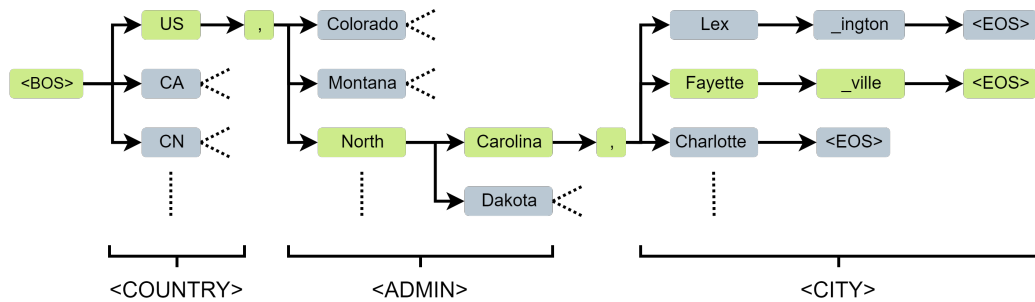 US , Colorado Lex _ington <EOS>
<BOS> CA Montana Fayette _ville <EOS>
CN North Carolina , Charlotte <EOS>
Dakota
<COUNTRY> <ADMIN> <CITY>